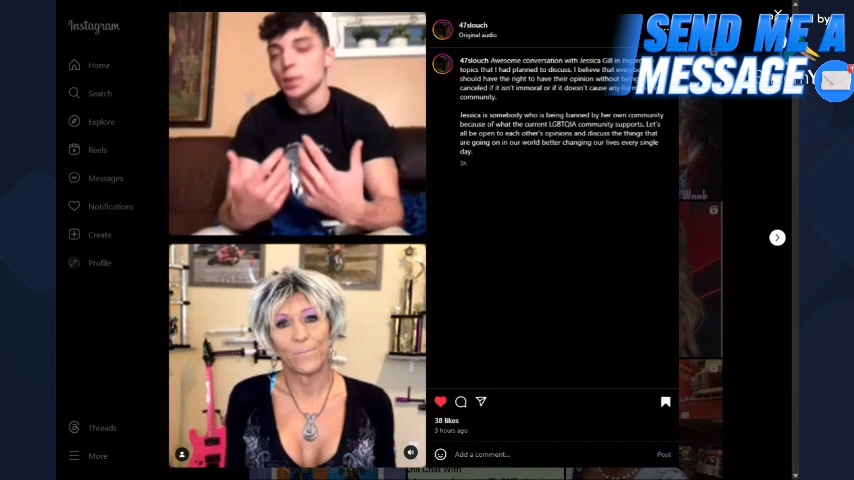 Instagram
Home
Search
Explore
Reels
Messages
Notifications
Create
Profile
Threads
More
47slouch
Original audio
47slouch Awesome conversation with Jessica Gill in
topics that I had planned to discuss. I believe that
should have the right to have their opinion without
canceled if it isn't immoral or if it doesn't cause any
community.
Jessica is somebody who is being banned by her own community
because of what the current LGBTQIA community supports. Let's
all be open to each other's opinions and discuss the things that
are going on in our world better changing our lives every single
day.
3h
38 likes
3 hours ago
Add a comment...
Post
SEND ME A
MESSAGE
by
Week
Chat With